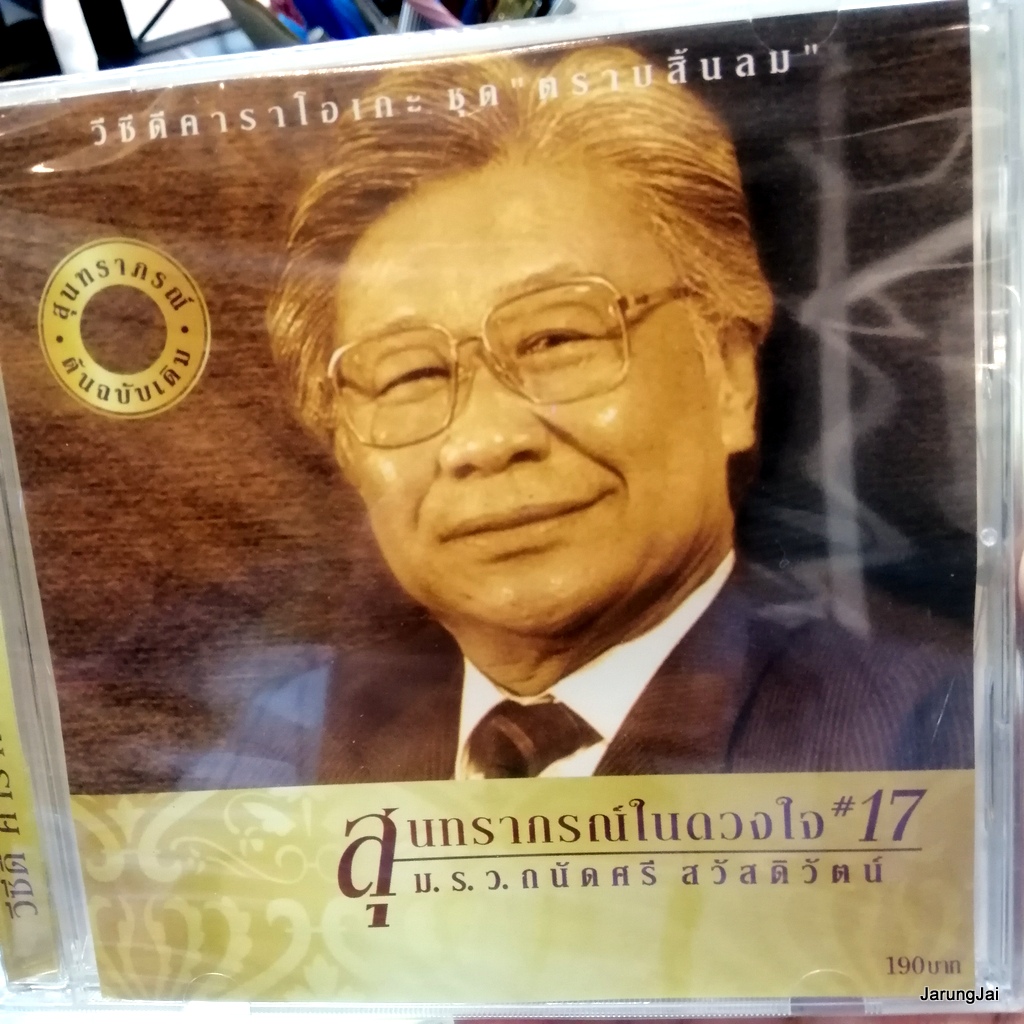 วีซีดีคาราโอเกะ ชุด "ตราบสิ้นลม"
สุนทราภรณ์
ต้นฉบับเดิม
สุนทราภรณ์ในดวงใจ #17
ม.ร.ว.ถนัดศรี สวัสดิวัตน์
190บาท
JarungJai